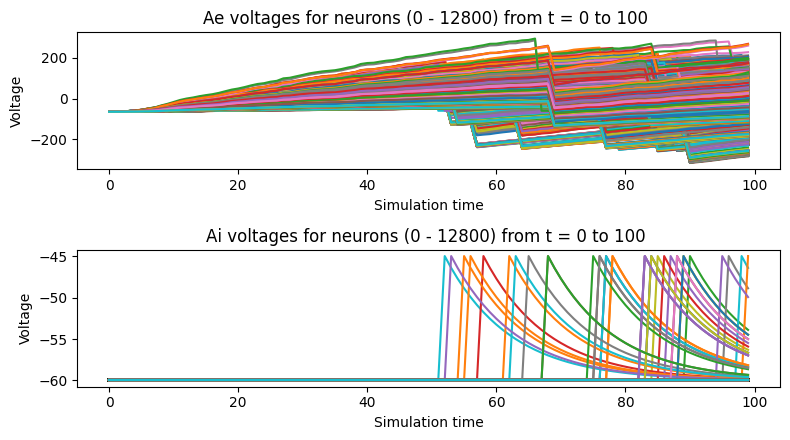 Ae voltages for neurons (0 - 12800) from t = 0 to 100
Voltage
200
0
−200
0 20 40 60 80 100
Simulation time
Ai voltages for neurons (0 - 12800) from t = 0 to 100
Voltage
−45
−50
−55
−60
0 20 40 60 80 100
Simulation time